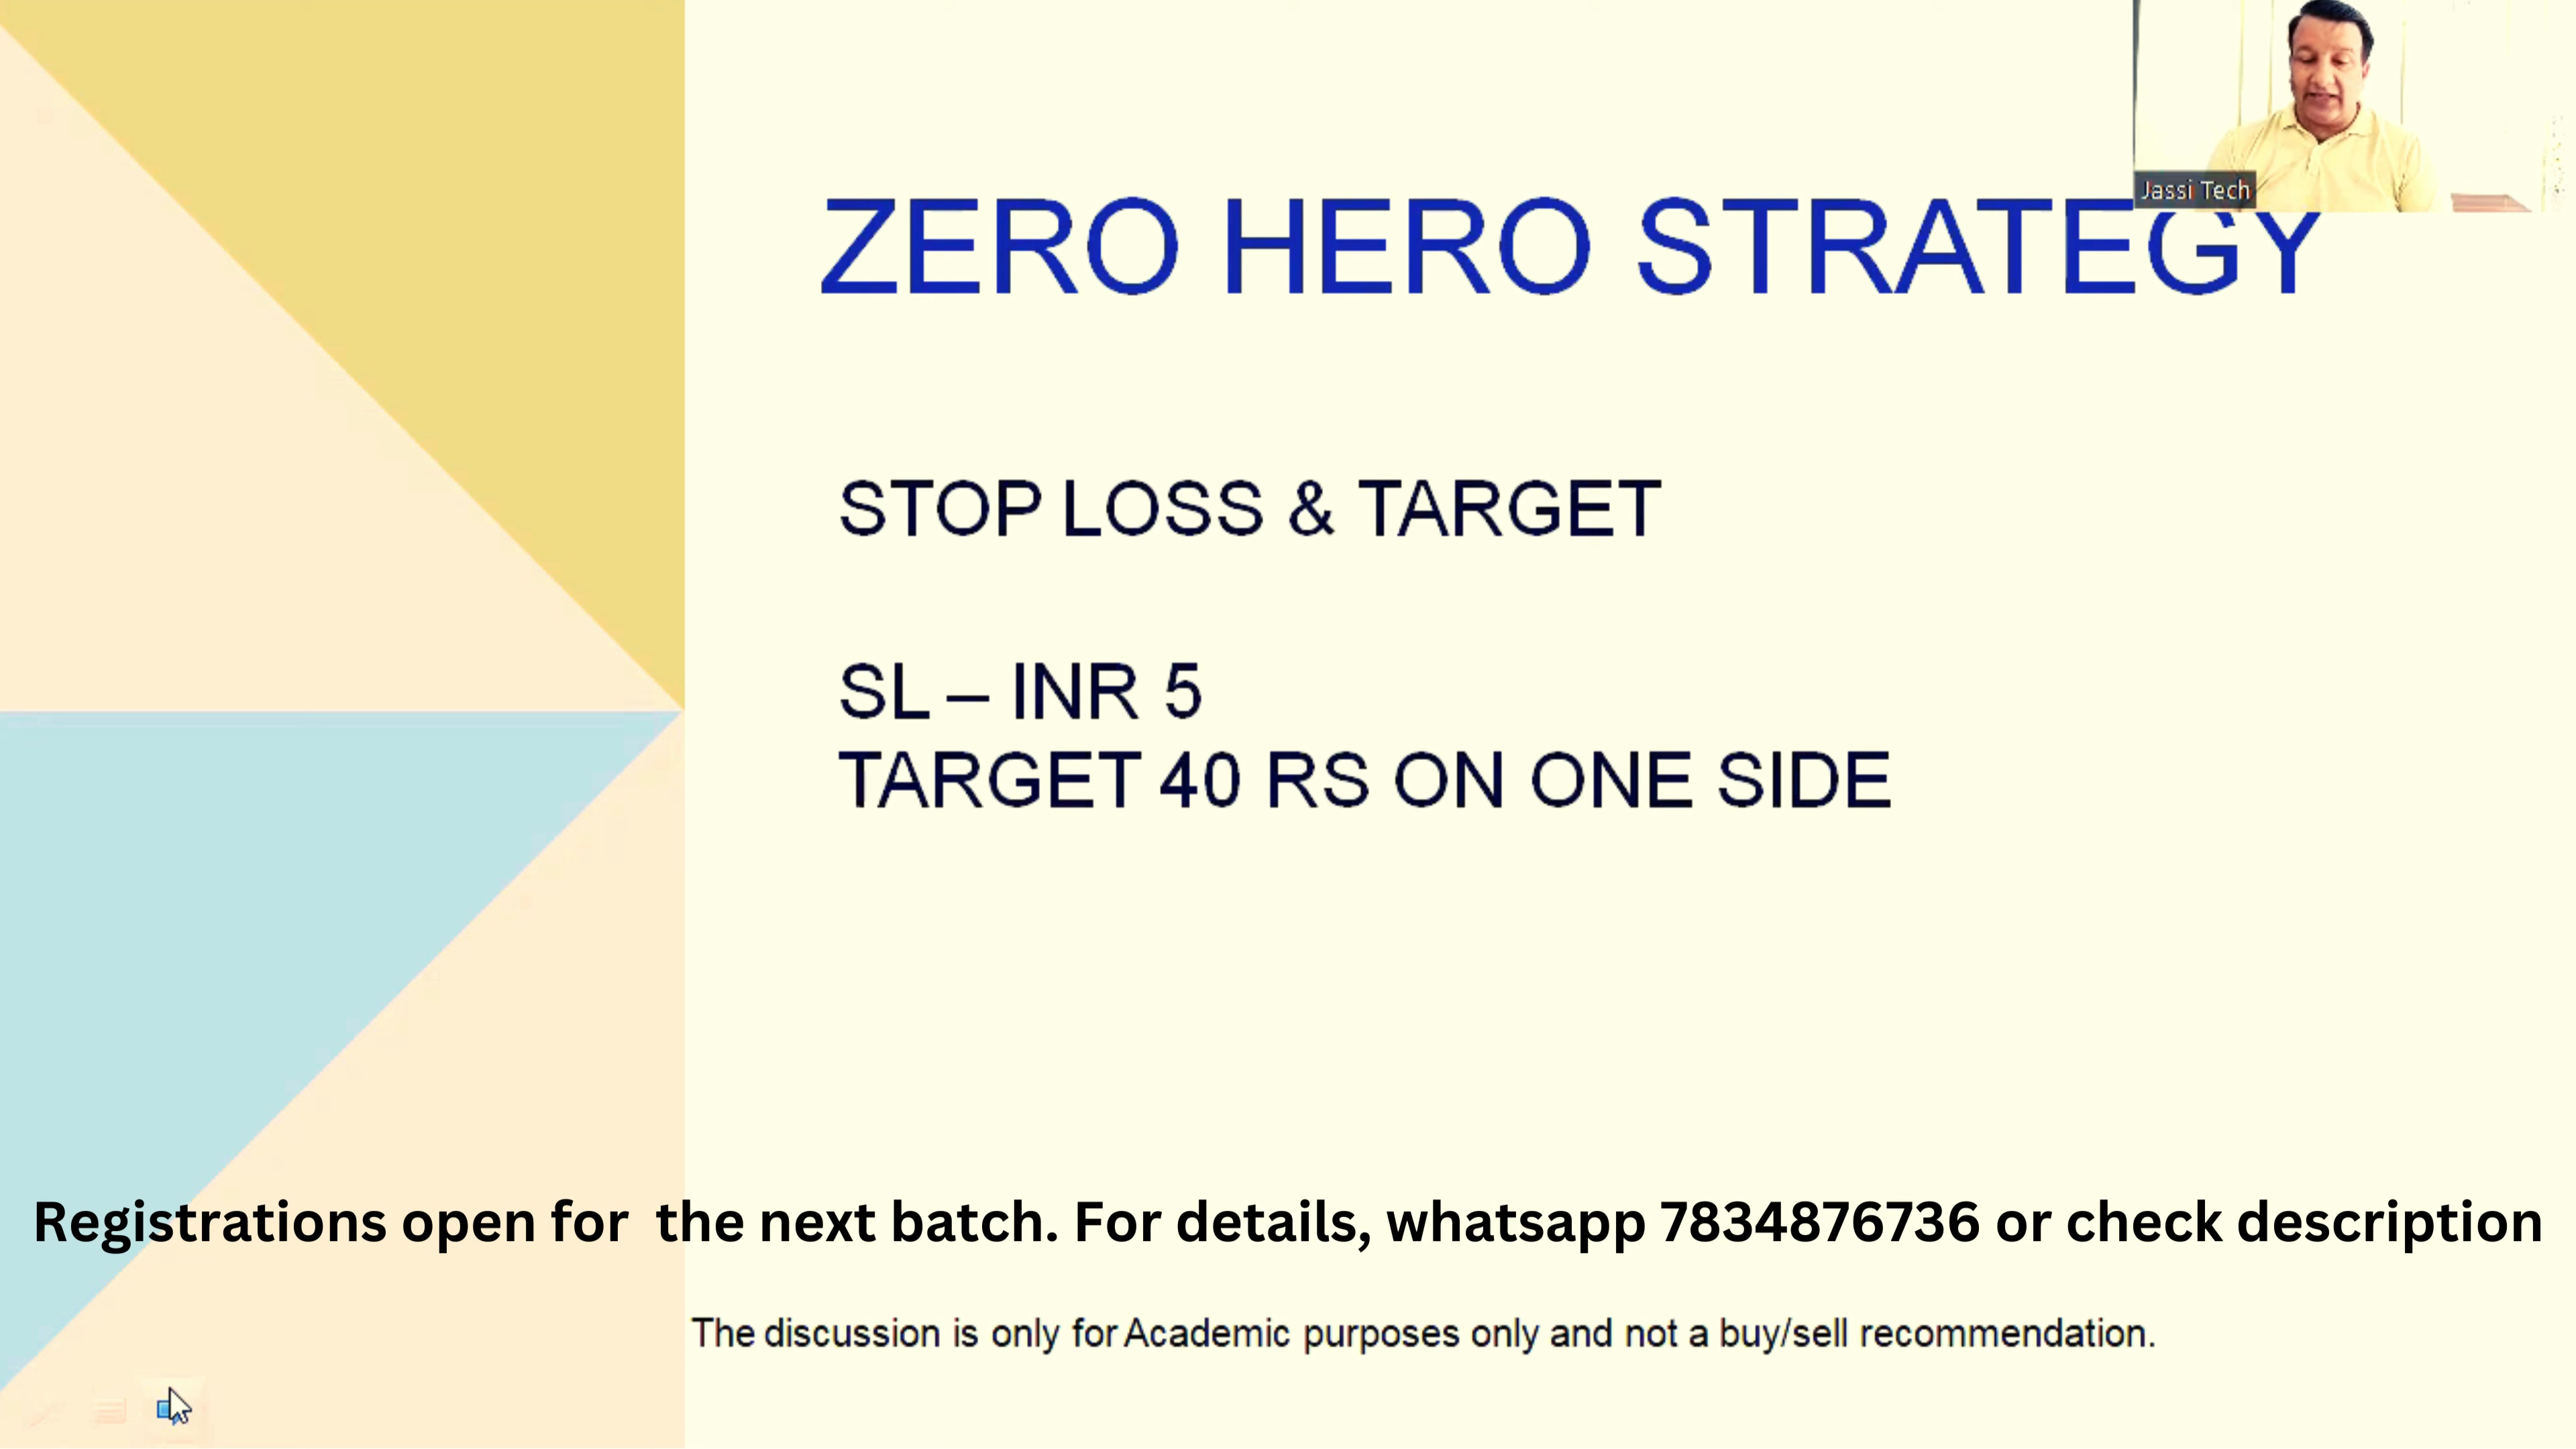 Jassi Tech
ZERO HERO STRATEGY
STOP LOSS & TARGET
SL – INR 5
TARGET 40 RS ON ONE SIDE
Registrations open for  the next batch. For details, whatsapp 7834876736 or check description
The discussion is only for Academic purposes only and not a buy/sell recommendation.